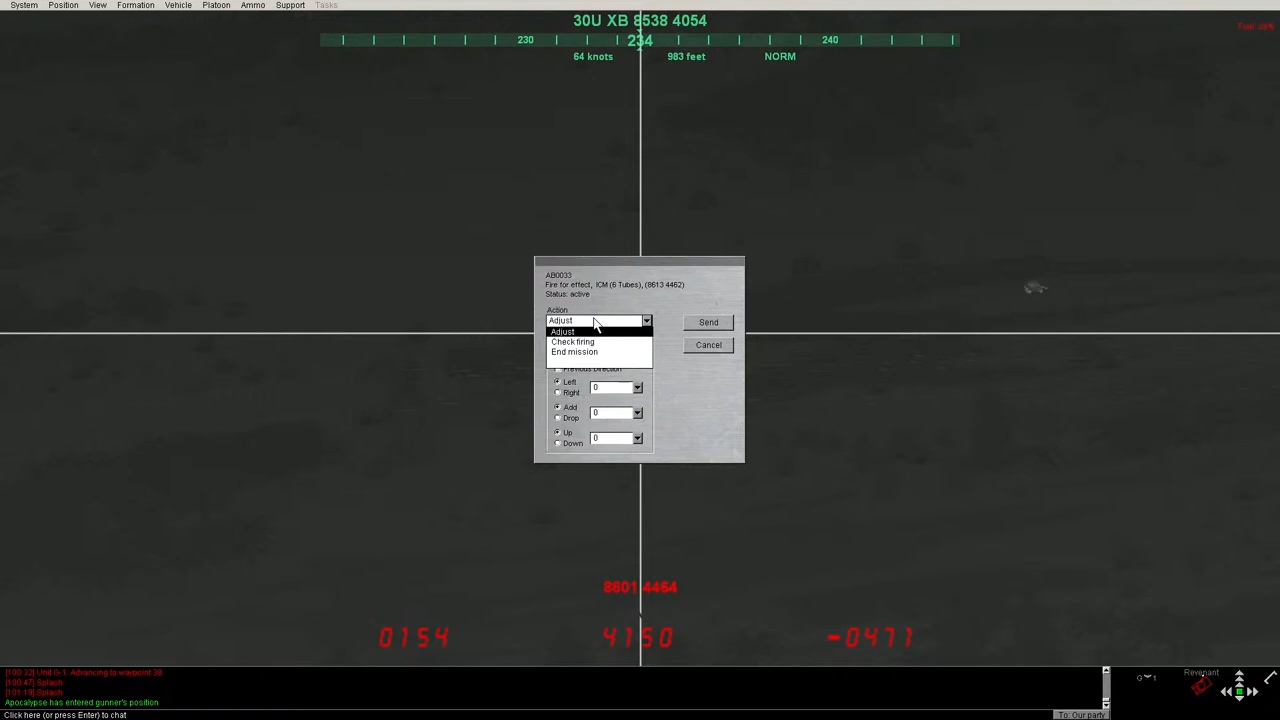 System Position View Formation Vehicle Platoon Ammo Support Tasks
30U XB 8538 4054
230 234 240
64 knots 983 feet NORM
AB0033
Fire for effect, ICM (6 Tubes), (8613 4462)
Status: active
Action
Adjust
Send
Adjust
Check firing
Cancel
End mission
Previous Direction
Left
0
Right
Add
0
Drop
Up
0
Down
8601 4464
0154 4150 -0471
[100:32] Unit G-1: Advancing to waypoint 38
[100:47] Splash
[101:19] Splash
Apocalypse has entered gunner's position
Click here (or press Enter) to chat
To: Our party
Revenant
G 1